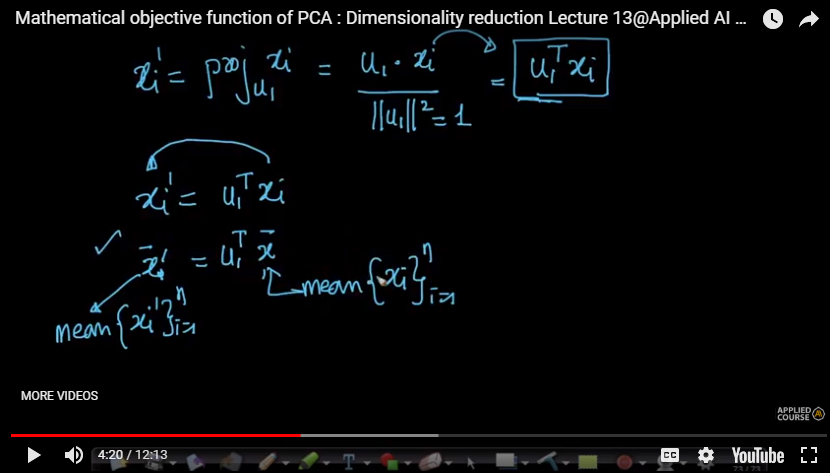 Mathematical objective function of PCA : Dimensionality reduction Lecture 13@Applied AI ...
xi' = proj_u1 xi = u1 · xi / ||u1||² = 1 = u1ᵀxi
xi' = u1ᵀ xi
✓ x̄' = u1ᵀ x̄
mean{xi}ⁿi=1
mean{xi'}ⁿi=1
MORE VIDEOS
APPLIED
COURSE
4:20 / 12:13
CC
YouTube